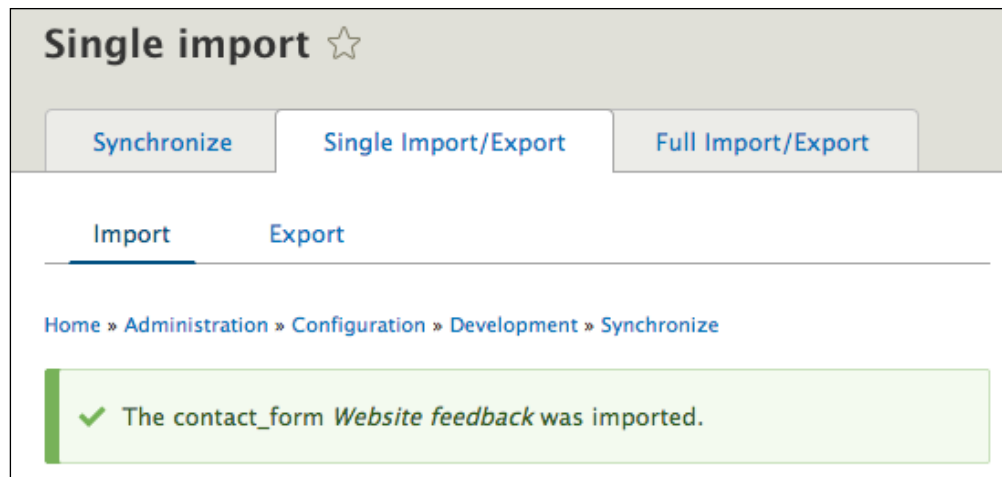 Single import
Synchronize Single Import/Export Full Import/Export
Import Export
Home » Administration » Configuration » Development » Synchronize
The contact_form Website feedback was imported.